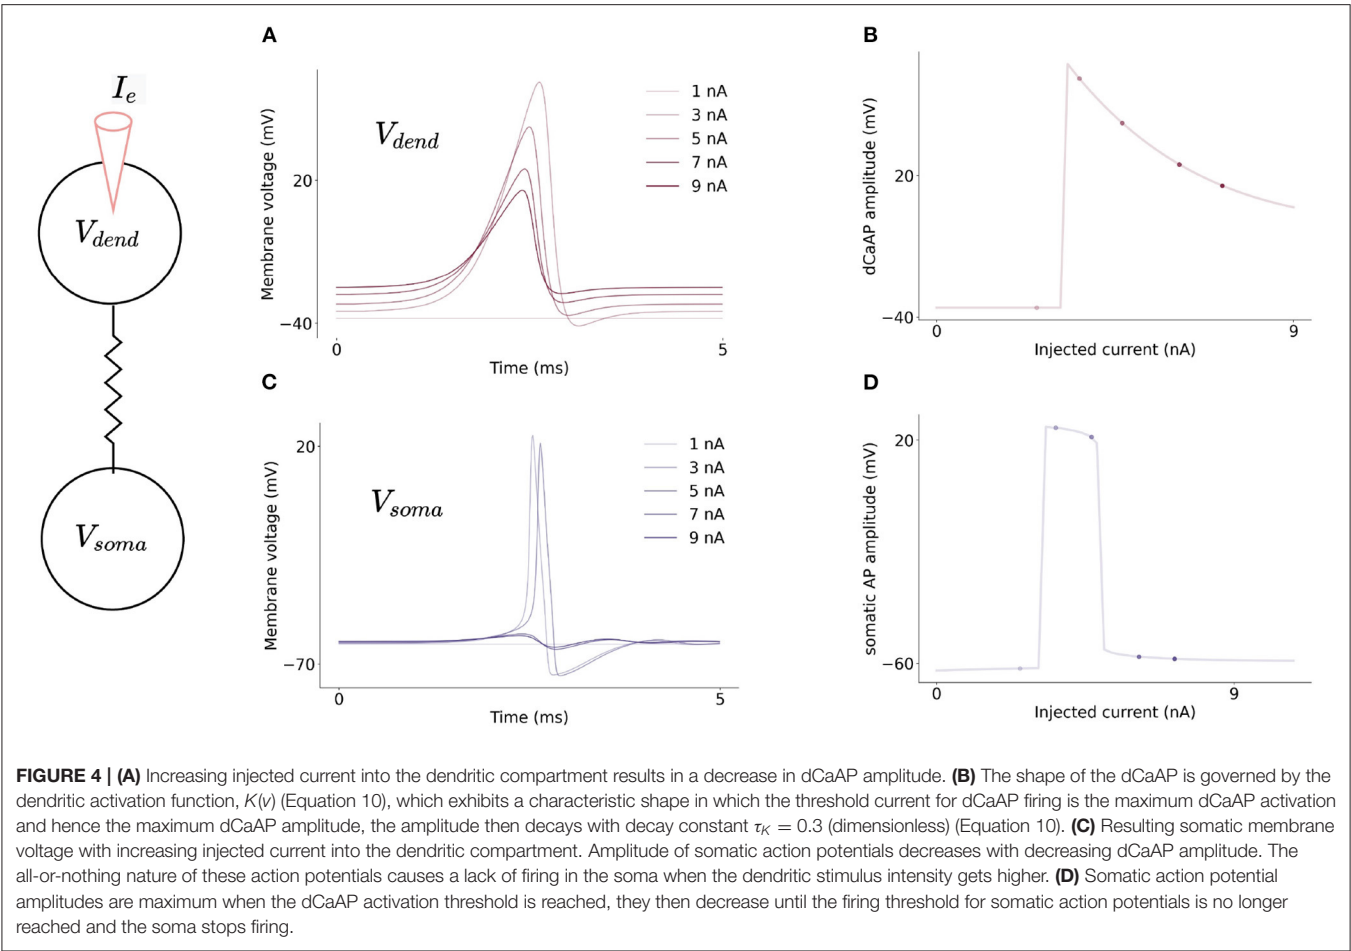 I_e
V_dend
V_soma
A
Membrane voltage (mV)
20
−40
V_dend
1 nA
3 nA
5 nA
7 nA
9 nA
0
5
Time (ms)
B
dCaAP amplitude (mV)
20
−40
0
9
Injected current (nA)
C
Membrane voltage (mV)
20
−70
V_soma
1 nA
3 nA
5 nA
7 nA
9 nA
0
5
Time (ms)
D
somatic AP amplitude (mV)
20
−60
0
9
Injected current (nA)
FIGURE 4 | (A) Increasing injected current into the dendritic compartment results in a decrease in dCaAP amplitude. (B) The shape of the dCaAP is governed by the
dendritic activation function, K(v) (Equation 10), which exhibits a characteristic shape in which the threshold current for dCaAP firing is the maximum dCaAP activation
and hence the maximum dCaAP amplitude, the amplitude then decays with decay constant τ_K = 0.3 (dimensionless) (Equation 10). (C) Resulting somatic membrane
voltage with increasing injected current into the dendritic compartment. Amplitude of somatic action potentials decreases with decreasing dCaAP amplitude. The
all-or-nothing nature of these action potentials causes a lack of firing in the soma when the dendritic stimulus intensity gets higher. (D) Somatic action potential
amplitudes are maximum when the dCaAP activation threshold is reached, they then decrease until the firing threshold for somatic action potentials is no longer
reached and the soma stops firing.